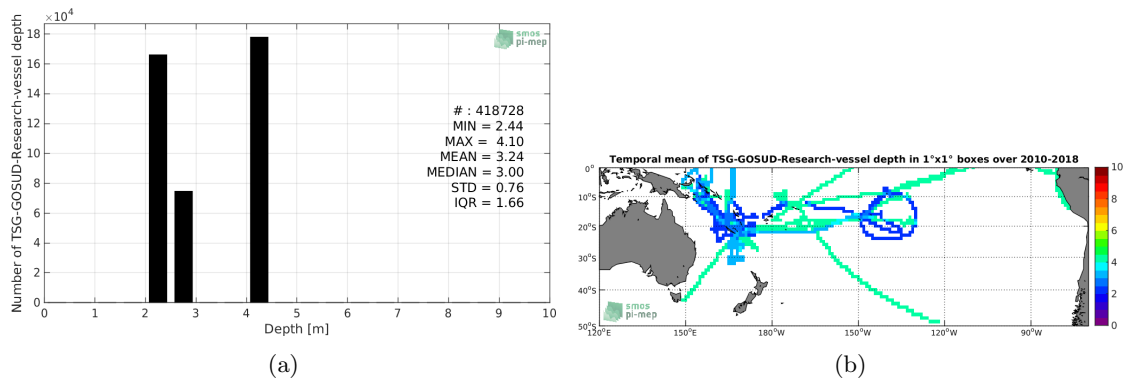 ×10⁴
18
16
14
12
10
8
6
4
2
0
Number of TSG-GOSUD-Research-vessel depth
smos
pi-mep
# : 418728
MIN = 2.44
MAX = 4.10
MEAN = 3.24
MEDIAN = 3.00
STD = 0.76
IQR = 1.66
0 1 2 3 4 5 6 7 8 9 10
Depth [m]
(a)
Temporal mean of TSG-GOSUD-Research-vessel depth in 1°x1° boxes over 2010-2018
0°
10°S
20°S
30°S
40°S
50°S
smos
pi-mep
120°E 150°E 180°W 150°W 120°W 90°W
10
8
6
4
2
0
(b)